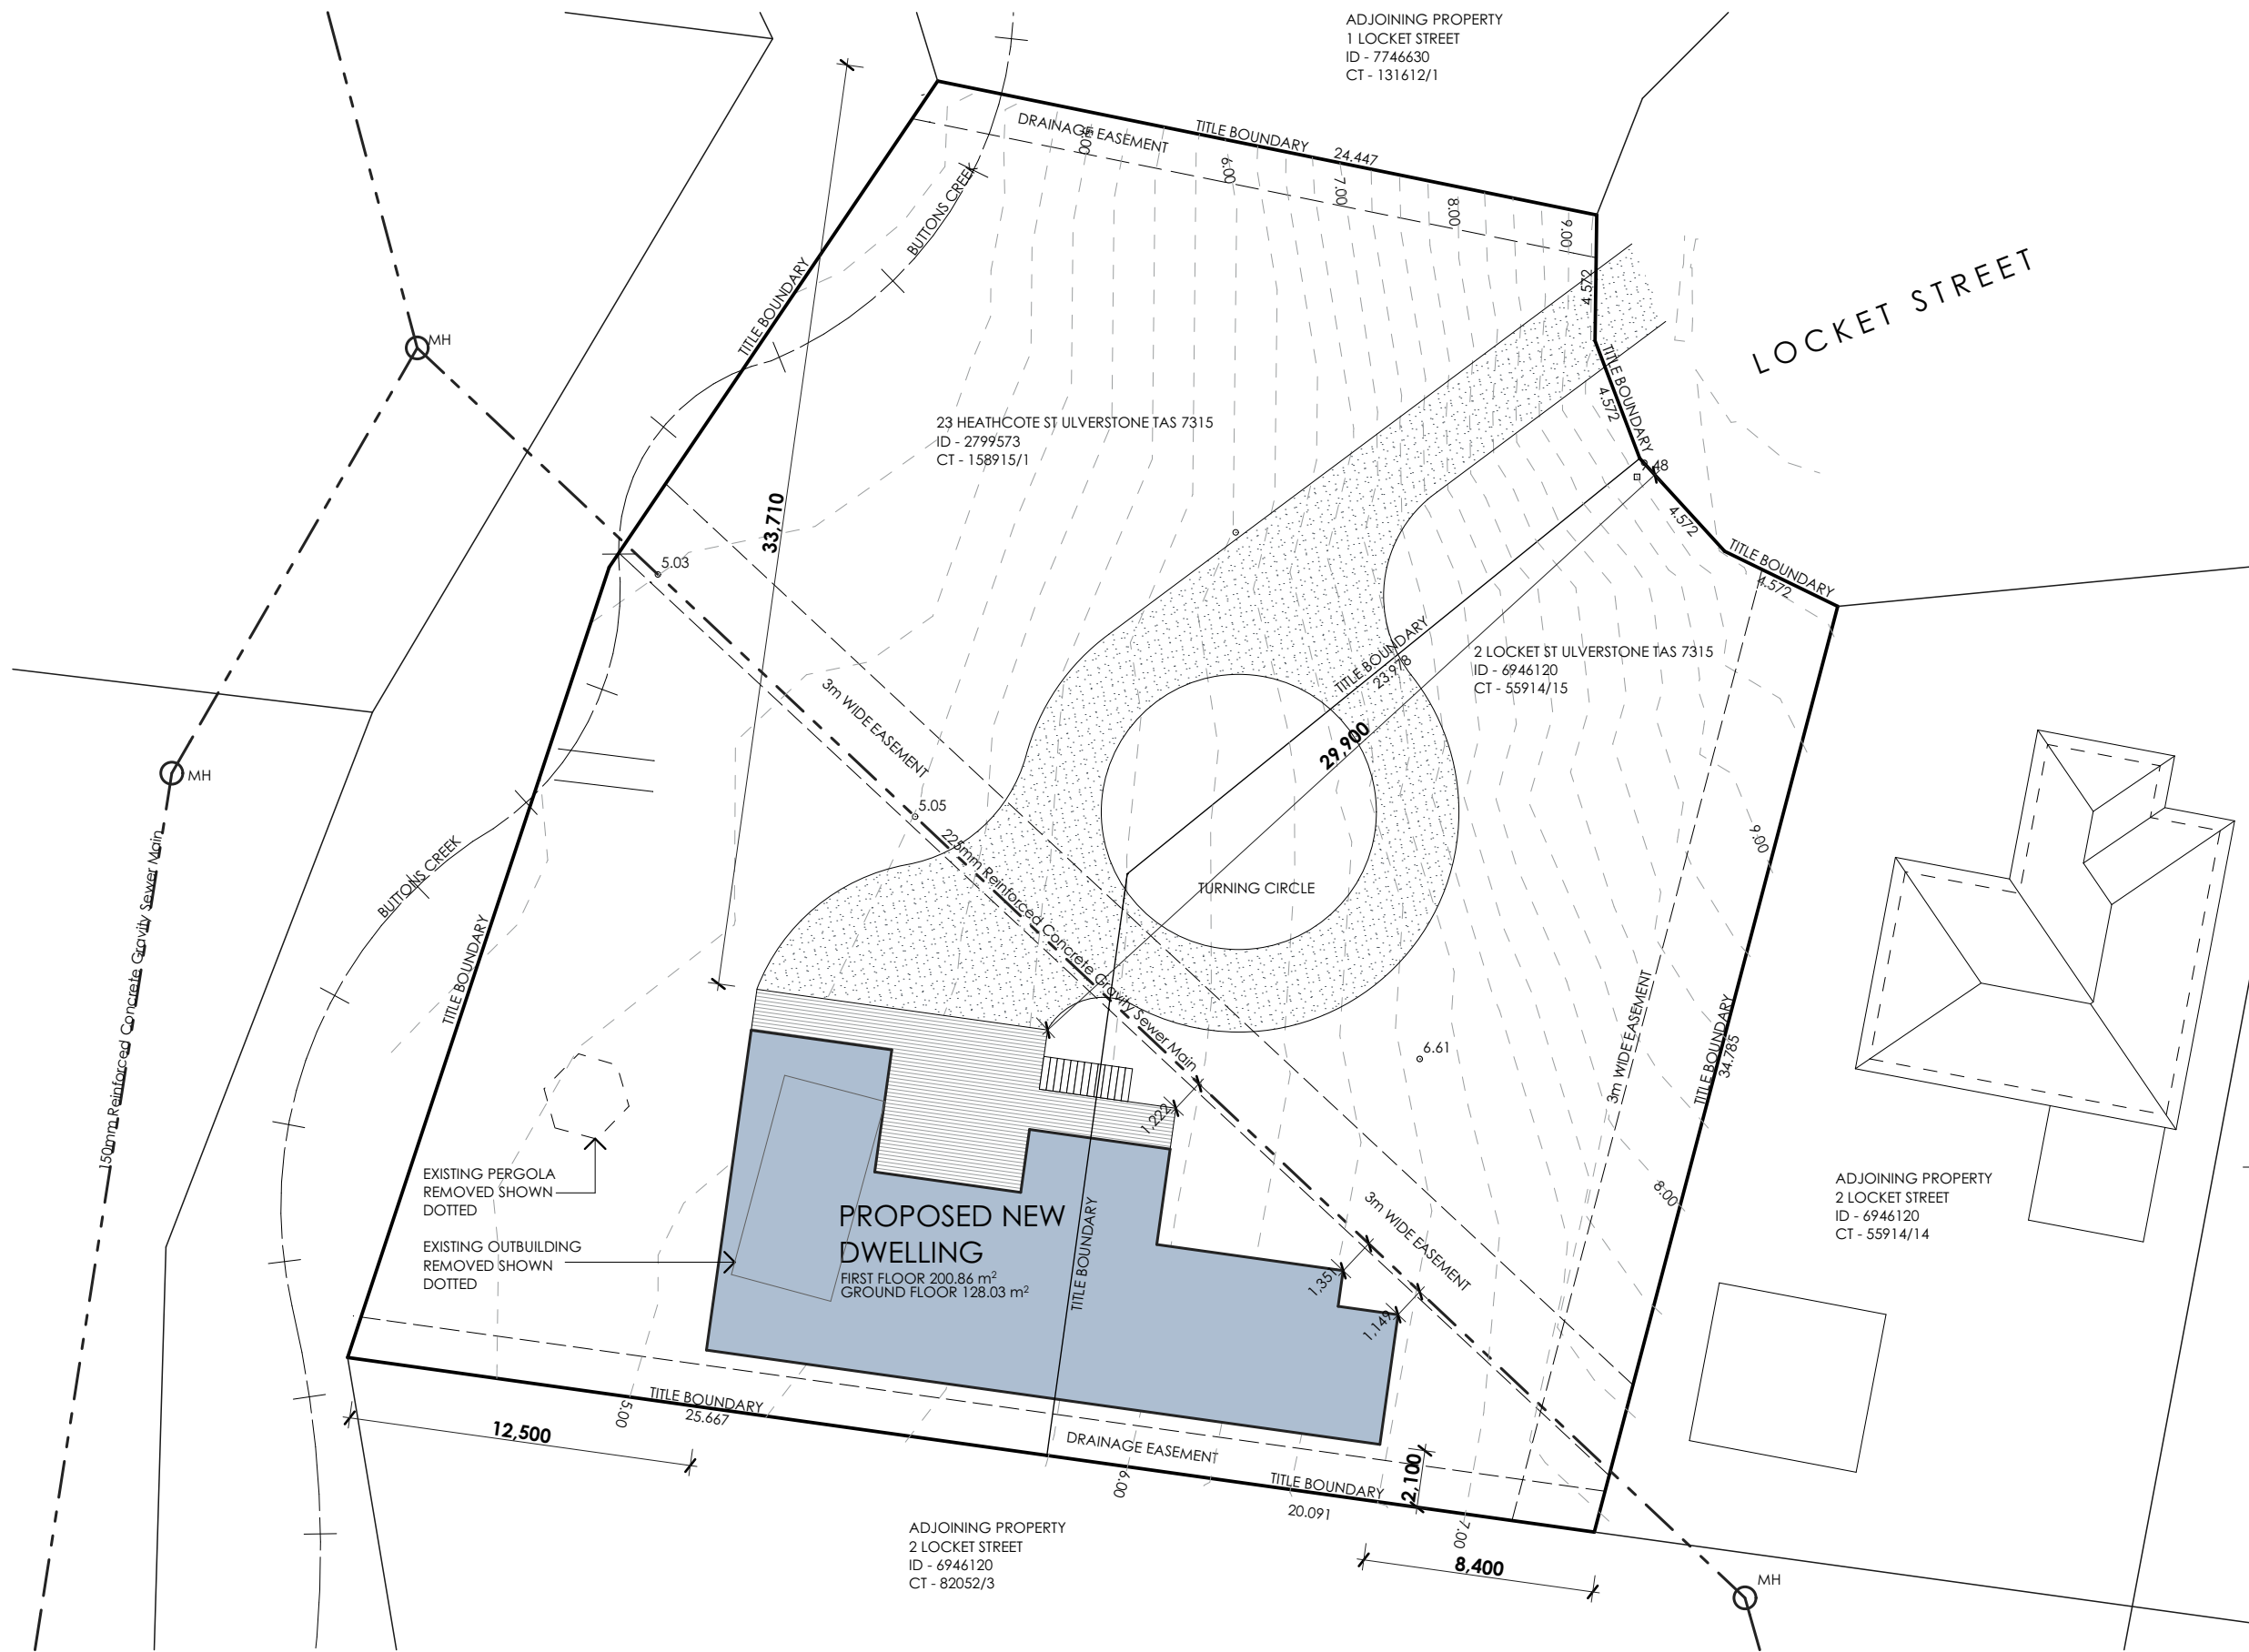 ADJOINING PROPERTY
1 LOCKET STREET
ID - 7746630
CT - 131612/1
DRAINAGE EASEMENT
TITLE BOUNDARY
24.447
5.00
6.00
7.00
8.00
9.00
BUTTONS CREEK
TITLE BOUNDARY
4.572
LOCKET STREET
MH
TITLE BOUNDARY
4.572
23 HEATHCOTE ST ULVERSTONE TAS 7315
ID - 2799573
CT - 158915/1
9.48
4.572
33,710
5.03
TITLE BOUNDARY
4.572
TITLE BOUNDARY
23.978
2 LOCKET ST ULVERSTONE TAS 7315
ID - 6946120
CT - 55914/15
3m WIDE EASEMENT
29,900
MH
5.05
9.00
BUTTONS CREEK
225mm Reinforced Concrete Gravity Sewer Main
TURNING CIRCLE
150mm Reinforced Concrete Gravity Sewer Main
TITLE BOUNDARY
3m WIDE EASEMENT
TITLE BOUNDARY
34.785
6.61
1,222
EXISTING PERGOLA
REMOVED SHOWN
DOTTED
8.00
ADJOINING PROPERTY
2 LOCKET STREET
ID - 6946120
CT - 55914/14
PROPOSED NEW
DWELLING
FIRST FLOOR 200.86 m²
GROUND FLOOR 128.03 m²
TITLE BOUNDARY
3m WIDE EASEMENT
EXISTING OUTBUILDING
REMOVED SHOWN
DOTTED
1,351
1,149
TITLE BOUNDARY
25.667
5.00
12,500
DRAINAGE EASEMENT
6.00
TITLE BOUNDARY
20.091
2,100
7.00
8,400
ADJOINING PROPERTY
2 LOCKET STREET
ID - 6946120
CT - 82052/3
MH